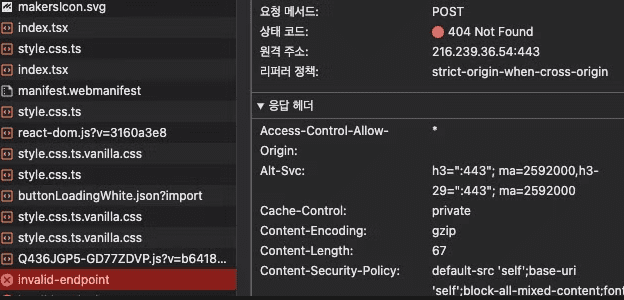 makersIcon.svg
index.tsx
style.css.ts
index.tsx
manifest.webmanifest
style.css.ts
react-dom.js?v=3160a3e8
style.css.ts.vanilla.css
style.css.ts
buttonLoadingWhite.json?import
style.css.ts.vanilla.css
style.css.ts.vanilla.css
Q436JGP5-GD77ZDVP.js?v=b6418...
invalid-endpoint
요청 메서드: POST
상태 코드: 404 Not Found
원격 주소: 216.239.36.54:443
리퍼러 정책: strict-origin-when-cross-origin
▼ 응답 헤더
Access-Control-Allow- *
Origin:
Alt-Svc: h3=":443"; ma=2592000,h3-
29=":443"; ma=2592000
Cache-Control: private
Content-Encoding: gzip
Content-Length: 67
Content-Security-Policy: default-src 'self';base-uri
'self';block-all-mixed-content;font